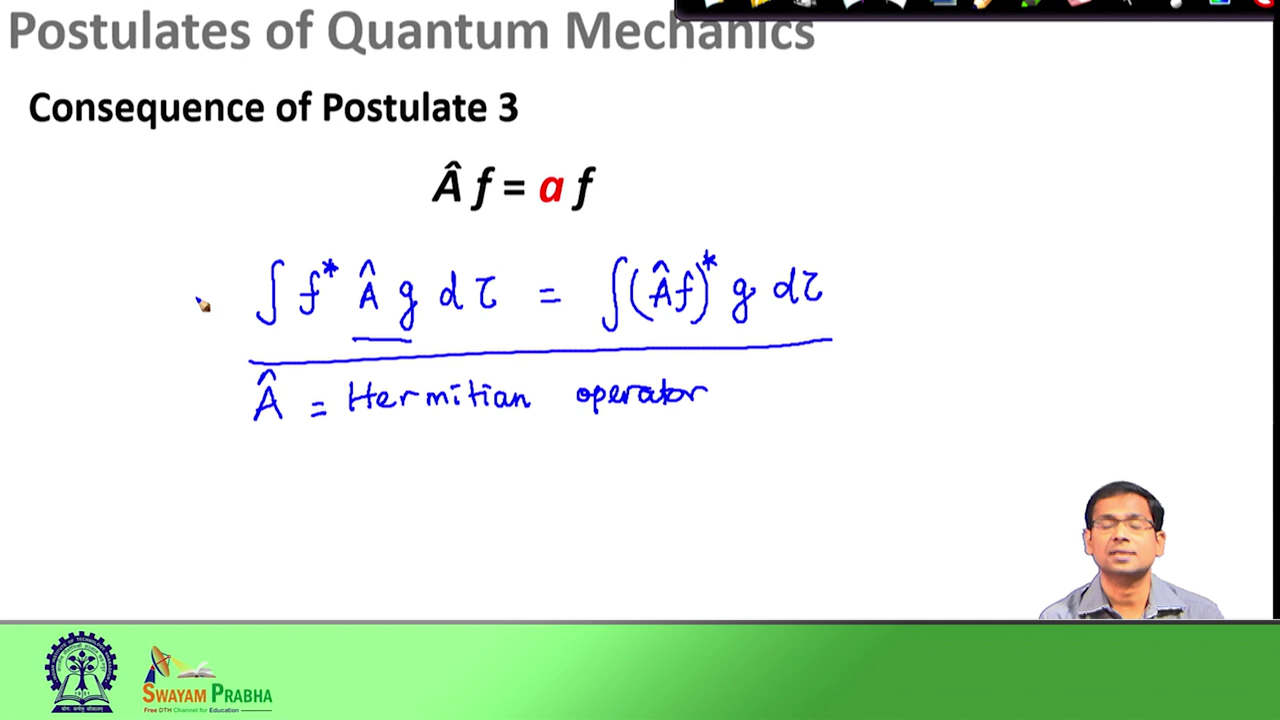 Postulates of Quantum Mechanics
Consequence of Postulate 3
Â f = a f
∫ f* Â g dτ = ∫(Âf)* g dτ
Â = Hermitian operator
SWAYAM PRABHA
Free DTH Channel for Education